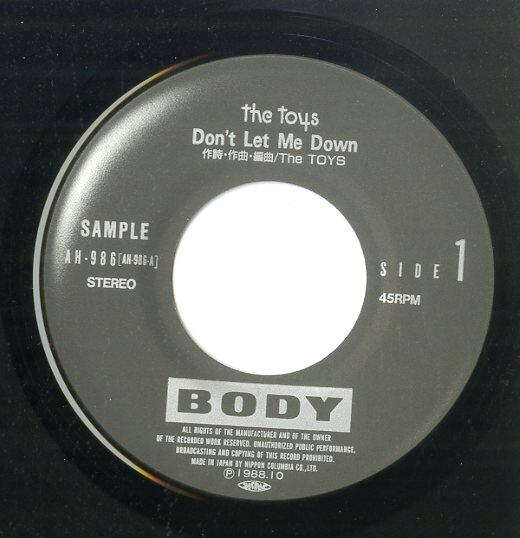 the toys
Don't Let Me Down
作詩・作曲・編曲/The TOYS
SAMPLE
AH-986[AH-986-A]
STEREO
SIDE 1
45RPM
BODY
ALL RIGHTS OF THE MANUFACTURER AND OF THE OWNER
OF THE RECORDED WORK RESERVED. UNAUTHORIZED PUBLIC PERFORMANCE,
BROADCASTING AND COPYING OF THIS RECORD PROHIBITED.
MADE IN JAPAN BY NIPPON COLUMBIA CO.,LTD.
Ⓟ1988.10